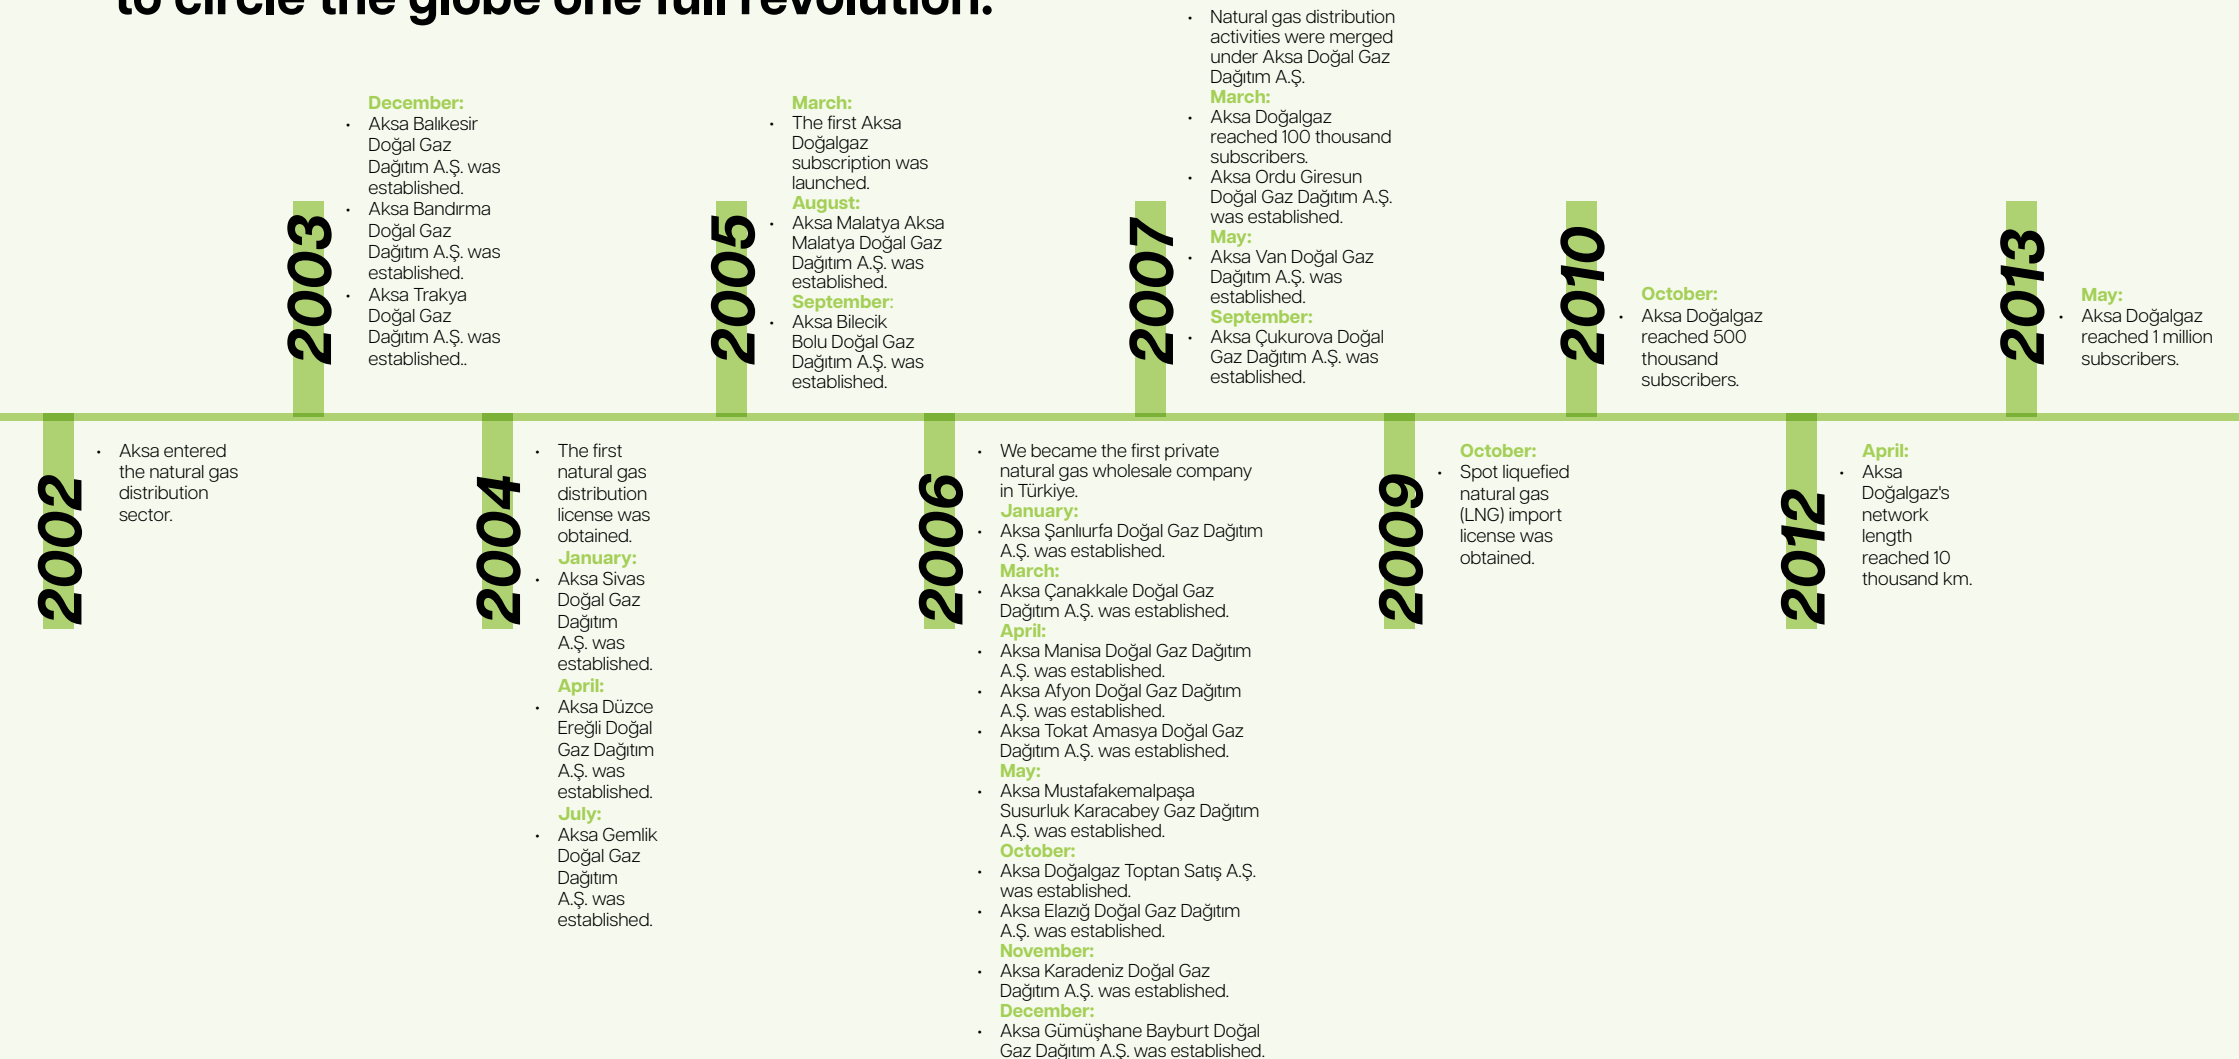 to circle the globe one full revolution.
2002
Aksa entered
the natural gas
distribution
sector.
2003
December:
Aksa Balıkesir
Doğal Gaz
Dağıtım A.Ş. was
established.
Aksa Bandırma
Doğal Gaz
Dağıtım A.Ş. was
established.
Aksa Trakya
Doğal Gaz
Dağıtım A.Ş. was
established..
2004
The first
natural gas
distribution
license was
obtained.
January:
Aksa Sivas
Doğal Gaz
Dağıtım
A.Ş. was
established.
April:
Aksa Düzce
Ereğli Doğal
Gaz Dağıtım
A.Ş. was
established.
July:
Aksa Gemlik
Doğal Gaz
Dağıtım
A.Ş. was
established.
2005
March:
The first Aksa
Doğalgaz
subscription was
launched.
August:
Aksa Malatya Aksa
Malatya Doğal Gaz
Dağıtım A.Ş. was
established.
September:
Aksa Bilecik
Bolu Doğal Gaz
Dağıtım A.Ş. was
established.
2006
We became the first private
natural gas wholesale company
in Türkiye.
January:
Aksa Şanlıurfa Doğal Gaz Dağıtım
A.Ş. was established.
March:
Aksa Çanakkale Doğal Gaz
Dağıtım A.Ş. was established.
April:
Aksa Manisa Doğal Gaz Dağıtım
A.Ş. was established.
Aksa Afyon Doğal Gaz Dağıtım
A.Ş. was established.
Aksa Tokat Amasya Doğal Gaz
Dağıtım A.Ş. was established.
May:
Aksa Mustafakemalpaşa
Susurluk Karacabey Gaz Dağıtım
A.Ş. was established.
October:
Aksa Doğalgaz Toptan Satış A.Ş.
was established.
Aksa Elazığ Doğal Gaz Dağıtım
A.Ş. was established.
November:
Aksa Karadeniz Doğal Gaz
Dağıtım A.Ş. was established.
December:
Aksa Gümüşhane Bayburt Doğal
Gaz Dağıtım A.Ş. was established.
2007
Natural gas distribution
activities were merged
under Aksa Doğal Gaz
Dağıtım A.Ş.
March:
Aksa Doğalgaz
reached 100 thousand
subscribers.
Aksa Ordu Giresun
Doğal Gaz Dağıtım A.Ş.
was established.
May:
Aksa Van Doğal Gaz
Dağıtım A.Ş. was
established.
September:
Aksa Çukurova Doğal
Gaz Dağıtım A.Ş. was
established.
2009
October:
Spot liquefied
natural gas
(LNG) import
license was
obtained.
2010
October:
Aksa Doğalgaz
reached 500
thousand
subscribers.
2012
April:
Aksa
Doğalgaz's
network
length
reached 10
thousand km.
2013
May:
Aksa Doğalgaz
reached 1 million
subscribers.